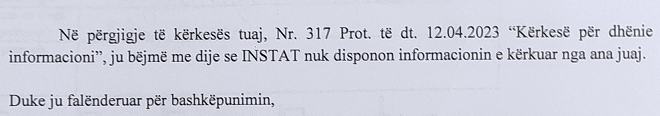 Në përgjigje të kërkesës tuaj, Nr. 317 Prot. të dt. 12.04.2023 “Kërkesë për dhënie
informacioni”, ju bëjmë me dije se INSTAT nuk disponon informacionin e kërkuar nga ana juaj.
Duke ju falënderuar për bashkëpunimin,